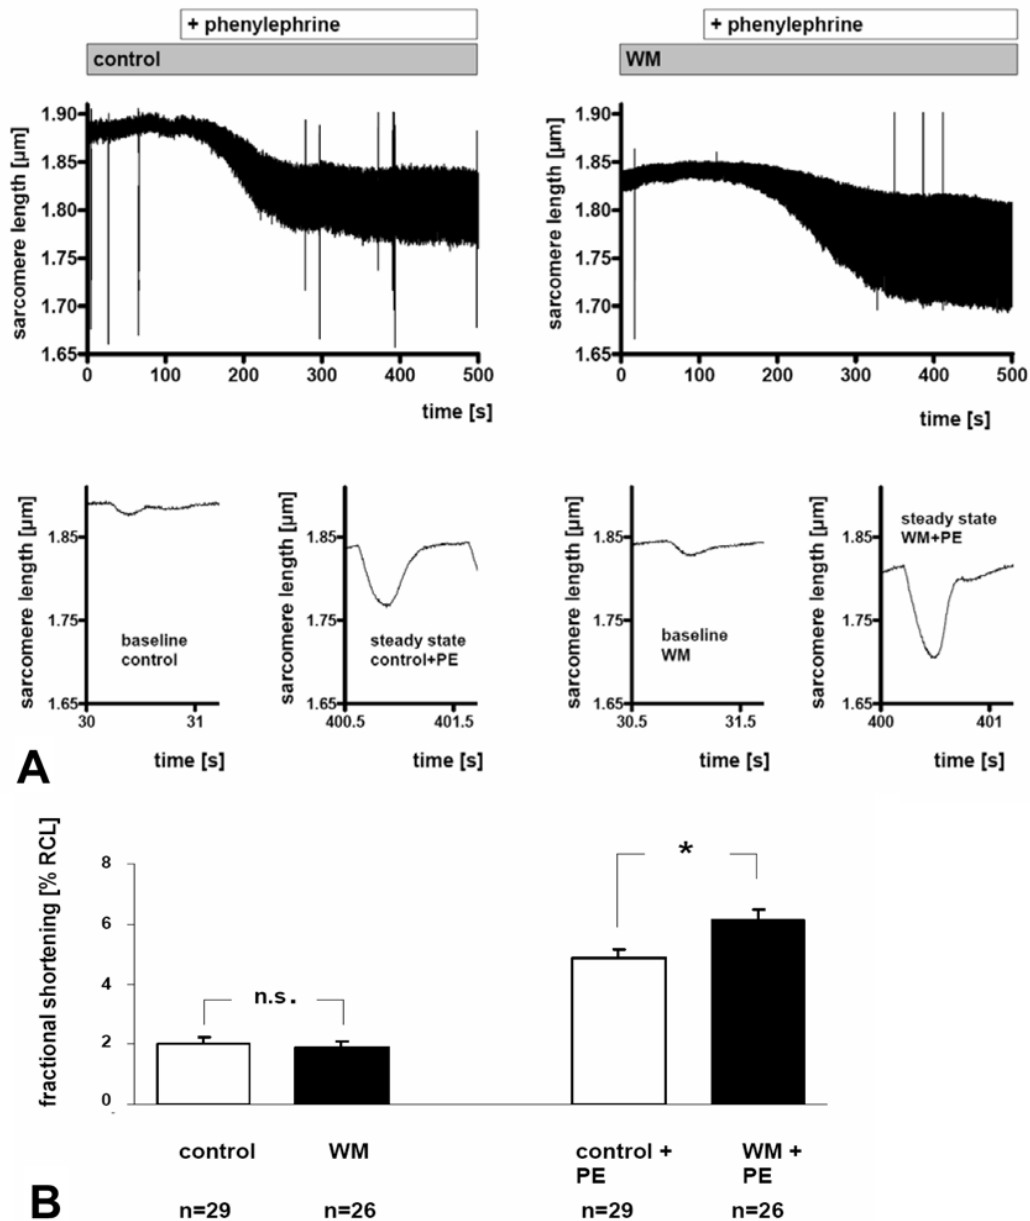 + phenylephrine
control
sarcomere length [µm]
1.90
1.85
1.80
1.75
1.70
1.65
0 100 200 300 400 500
time [s]
+ phenylephrine
WM
sarcomere length [µm]
1.90
1.85
1.80
1.75
1.70
1.65
0 100 200 300 400 500
time [s]
sarcomere length [µm]
1.85
1.75
1.65
baseline
control
30 31
time [s]
sarcomere length [µm]
1.85
1.75
1.65
steady state
control+PE
400.5 401.5
time [s]
sarcomere length [µm]
1.85
1.75
1.65
baseline
WM
30.5 31.5
time [s]
sarcomere length [µm]
1.85
1.75
1.65
steady state
WM+PE
400 401
time [s]
A
fractional shortening [% RCL]
8
6
4
2
0
n.s.
*
control WM control + WM +
PE PE
n=29 n=26 n=29 n=26
B